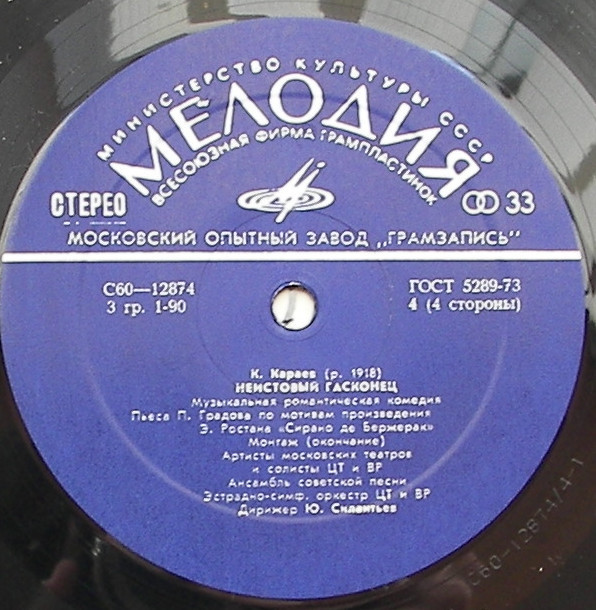 МИНИСТЕРСТВО КУЛЬТУРЫ СССР
МЕЛОДИЯ
ВСЕСОЮЗНАЯ ФИРМА ГРАМПЛАСТИНОК
СТЕРЕО
33
МОСКОВСКИЙ ОПЫТНЫЙ ЗАВОД „ГРАМЗАПИСЬ"
С60—12874
ГОСТ 5289-73
3 гр. 1-90
4 (4 стороны)
К. Караев (р. 1918)
НЕИСТОВЫЙ ГАСКОНЕЦ
Музыкальная романтическая комедия
Пьеса П. Градова по мотивам произведения
Э. Ростана «Сирано де Бержерак»
Монтаж (окончание)
Артисты московских театров
и солисты ЦТ и ВР
Ансамбль советской песни
Эстрадно-симф. оркестр ЦТ и ВР
Дирижер Ю. Силантьев